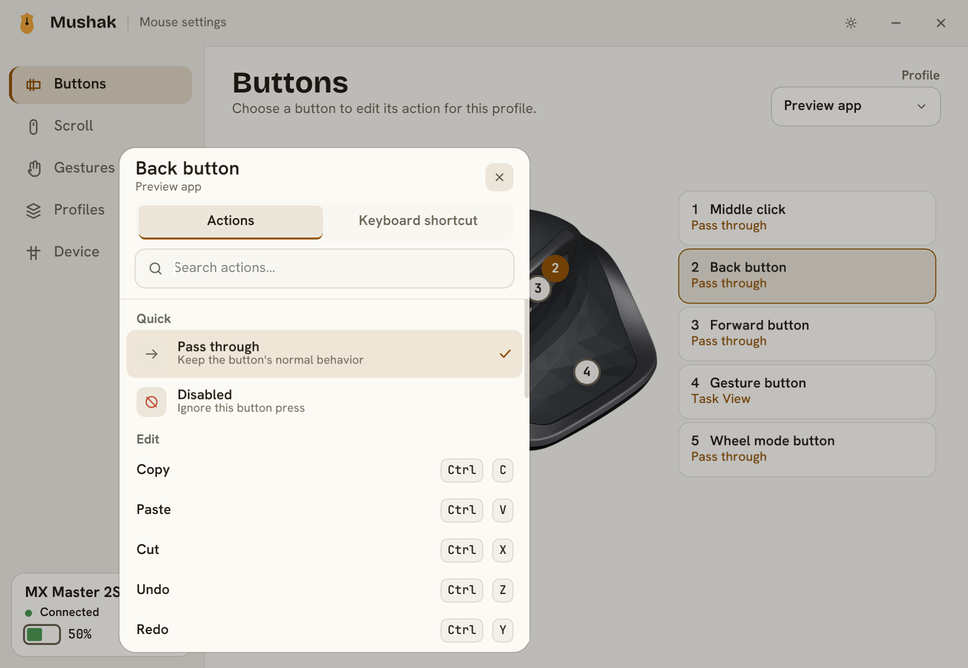 Mushak
Mouse settings
Buttons
Scroll
Gestures
Profiles
Device
MX Master 2S
Connected
50%
Buttons
Choose a button to edit its action for this profile.
Profile
Preview app
Back button
Preview app
Actions
Keyboard shortcut
Search actions...
Quick
Pass through
Keep the button's normal behavior
Disabled
Ignore this button press
Edit
Copy Ctrl C
Paste Ctrl V
Cut Ctrl X
Undo Ctrl Z
Redo Ctrl Y
2
3
4
1 Middle click
Pass through
2 Back button
Pass through
3 Forward button
Pass through
4 Gesture button
Task View
5 Wheel mode button
Pass through